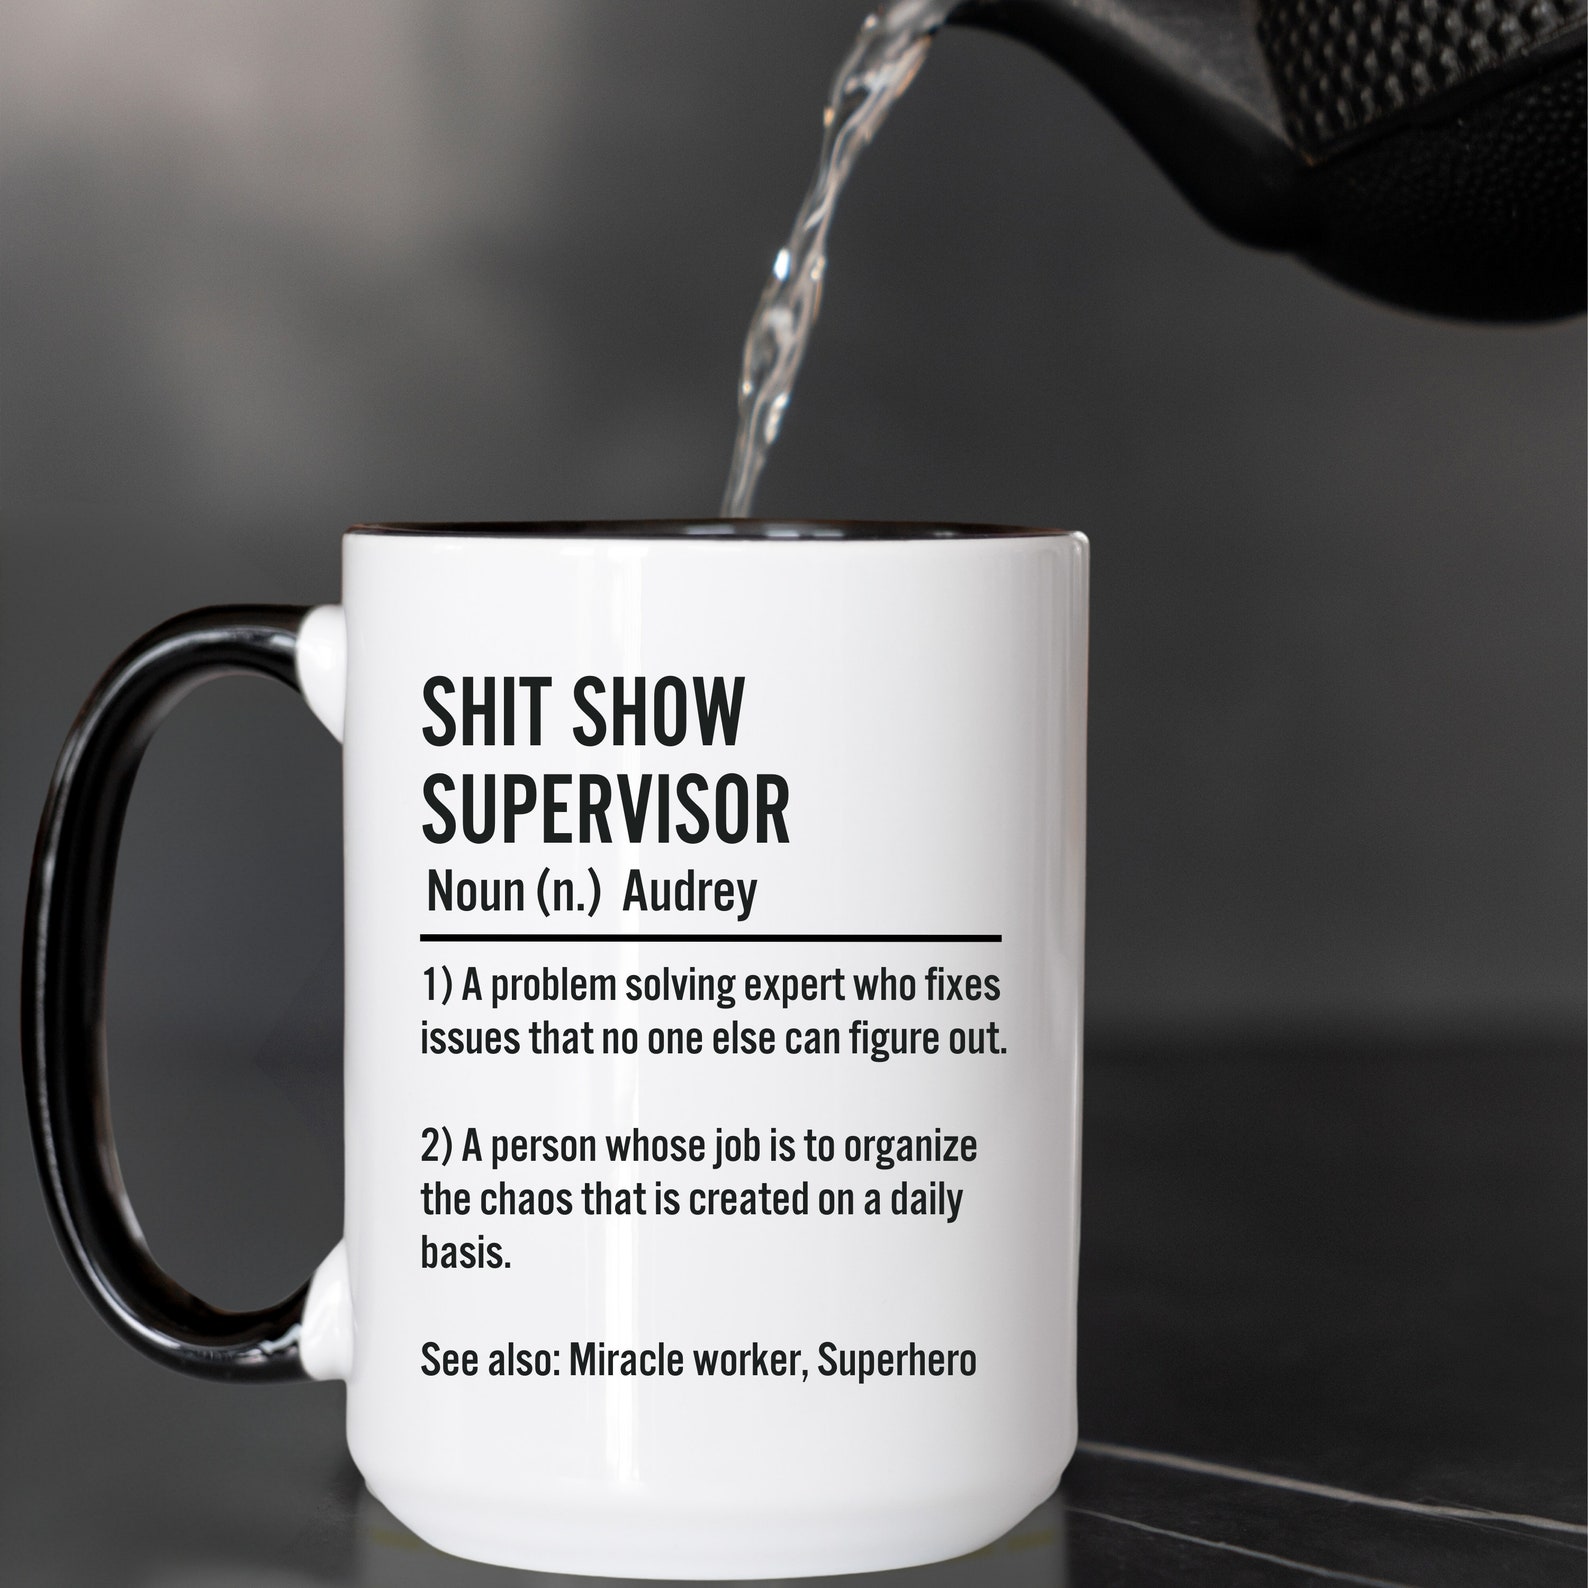 SHIT SHOW
SUPERVISOR
Noun (n.) Audrey
1) A problem solving expert who fixes
issues that no one else can figure out.
2) A person whose job is to organize
the chaos that is created on a daily
basis.
See also: Miracle worker, Superhero